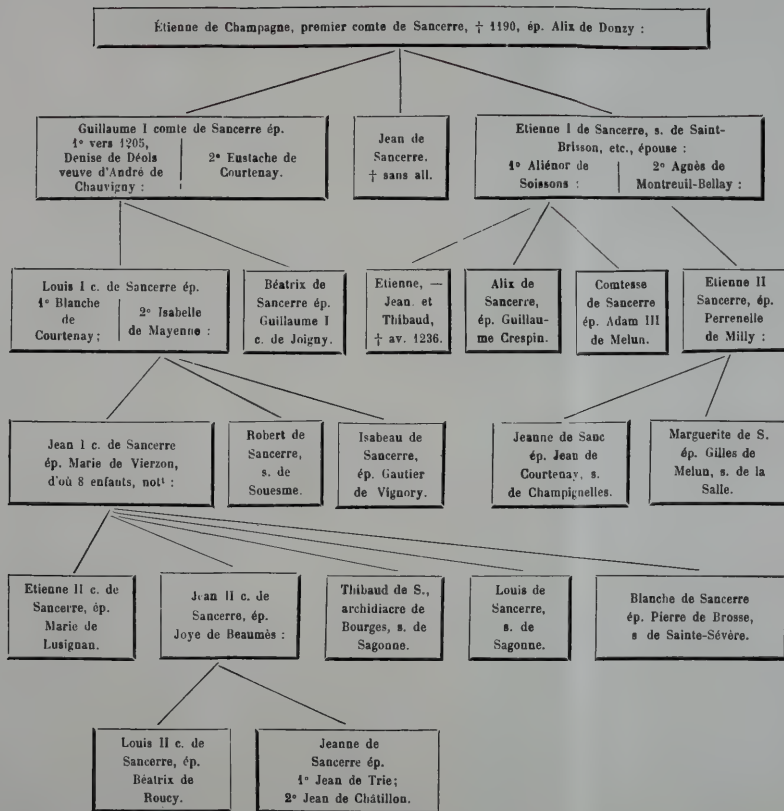 Étienne de Champagne, premier comte de Sancerre, † 1190, ép. Alix de Donzy :
Guillaume I comte de Sancerre ép.
1º vers 1205,
Denise de Déols
veuve d'André de
Chauvigny :
2º Eustache de
Courtenay.
Jean de
Sancerre.
† sans all.
Etienne I de Sancerre, s. de Saint-
Brisson, etc., épouse :
1º Aliénor de
Soissons :
2º Agnès de
Montreuil-Bellay :
Louis I c. de Sancerre ép.
1º Blanche
de
Courtenay;
2º Isabelle
de Mayenne :
Béatrix de
Sancerre ép.
Guillaume I
c. de Joigny.
Etienne, —
Jean. et
Thibaud,
† av. 1236.
Alix de
Sancerre,
ép. Guillau-
me Crespin.
Comtesse
de Sancerre
ép. Adam III
de Melun.
Etienne II
Sancerre, ép.
Perrenelle
de Milly :
Jean I c. de Sancerre
ép. Marie de Vierzon,
d'où 8 enfants, nott :
Robert de
Sancerre,
s. de
Souesme.
Isabeau de
Sancerre,
ép. Gautier
de Vignory.
Jeanne de Sanc
ép. Jean de
Courtenay, s.
de Champignelles.
Marguerite de S.
ép. Gilles de
Melun, s. de la
Salle.
Etienne II c. de
Sancerre, ép.
Marie de
Lusignan.
Jean II c. de
Sancerre, ép.
Joye de Beaumès :
Thibaud de S.,
archidiacre de
Bourges, s. de
Sagonne.
Louis de
Sancerre,
s. de
Sagonne.
Blanche de Sancerre
ép. Pierre de Brosse,
s de Sainte-Sévère.
Louis II c. de
Sancerre, ép.
Béatrix de
Roucy.
Jeanne de
Sancerre ép.
1º Jean de Trie;
2º Jean de Châtillon.